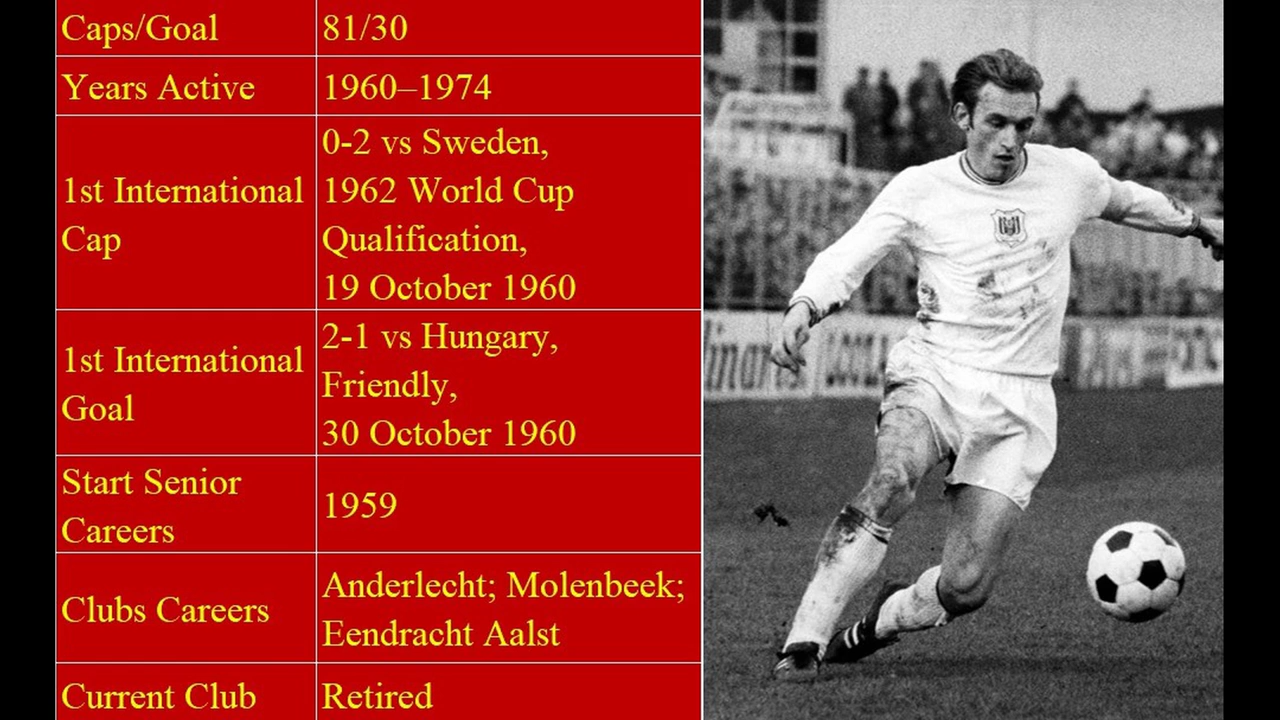 Caps/Goal
81/30
Years Active
1960–1974
1st International
Cap
0-2 vs Sweden,
1962 World Cup
Qualification,
19 October 1960
1st International
Goal
2-1 vs Hungary,
Friendly,
30 October 1960
Start Senior
Careers
1959
Clubs Careers
Anderlecht; Molenbeek;
Eendracht Aalst
Current Club
Retired